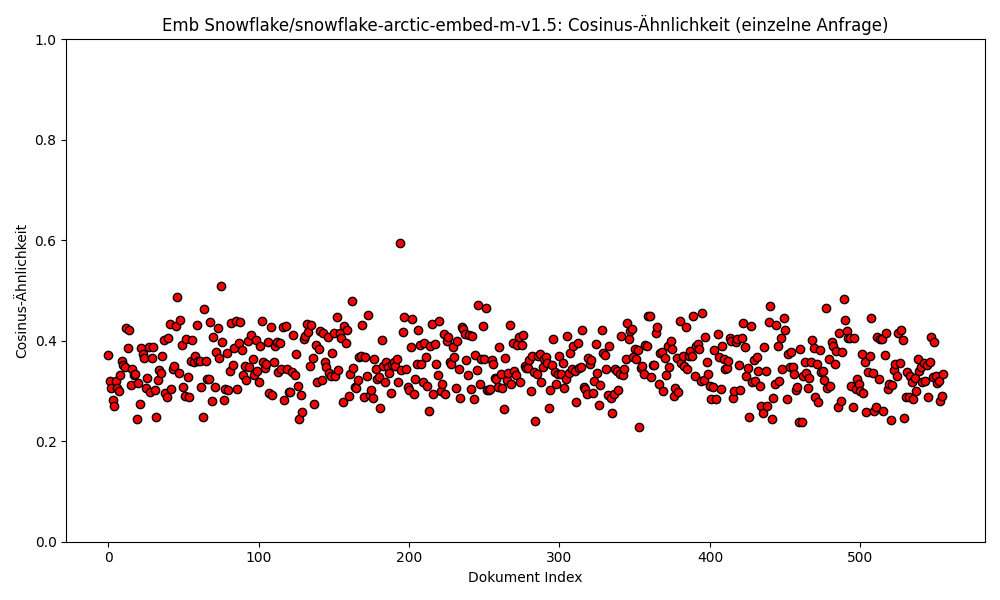 Emb Snowflake/snowflake-arctic-embed-m-v1.5: Cosinus-Ähnlichkeit (einzelne Anfrage)
1.0
0.8
0.6
0.4
0.2
0.0
Cosinus-Ähnlichkeit
0 100 200 300 400 500
Dokument Index